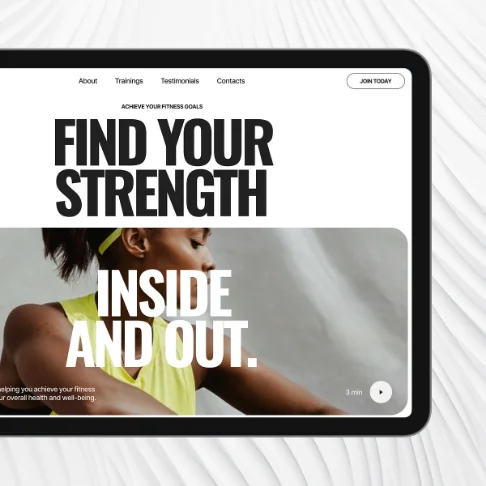 About Trainings Testimonials Contacts JOIN TODAY
ACHIEVE YOUR FITNESS GOALS
FIND YOUR
STRENGTH
INSIDE
AND OUT.
elping you achieve your fitness
ur overall health and well-being.
3 min